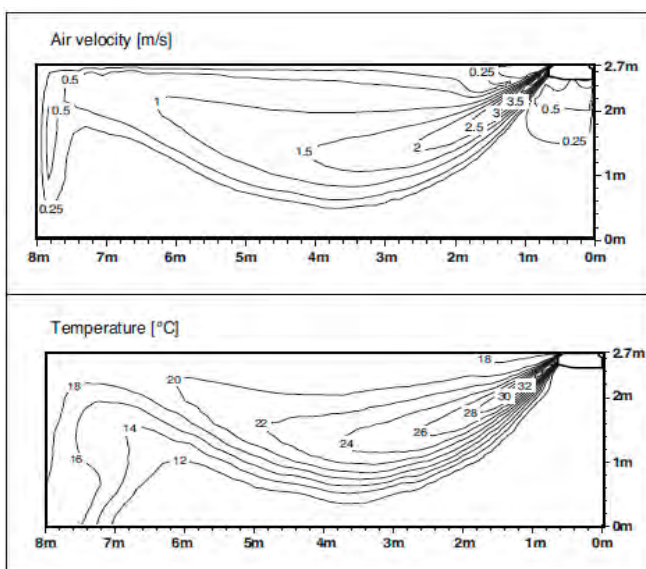 Air velocity [m/s]
0.25 2.7m
0.5
0.5 1 3.5 0.5 2m
3
2.5
1.5 2 0.25
1m
0.25
0m
8m 7m 6m 5m 4m 3m 2m 1m 0m
Temperature [°C]
18 2.7m
18 20 32
30 2m
22 28
14 24 26
16 12 1m
0m
8m 7m 6m 5m 4m 3m 2m 1m 0m